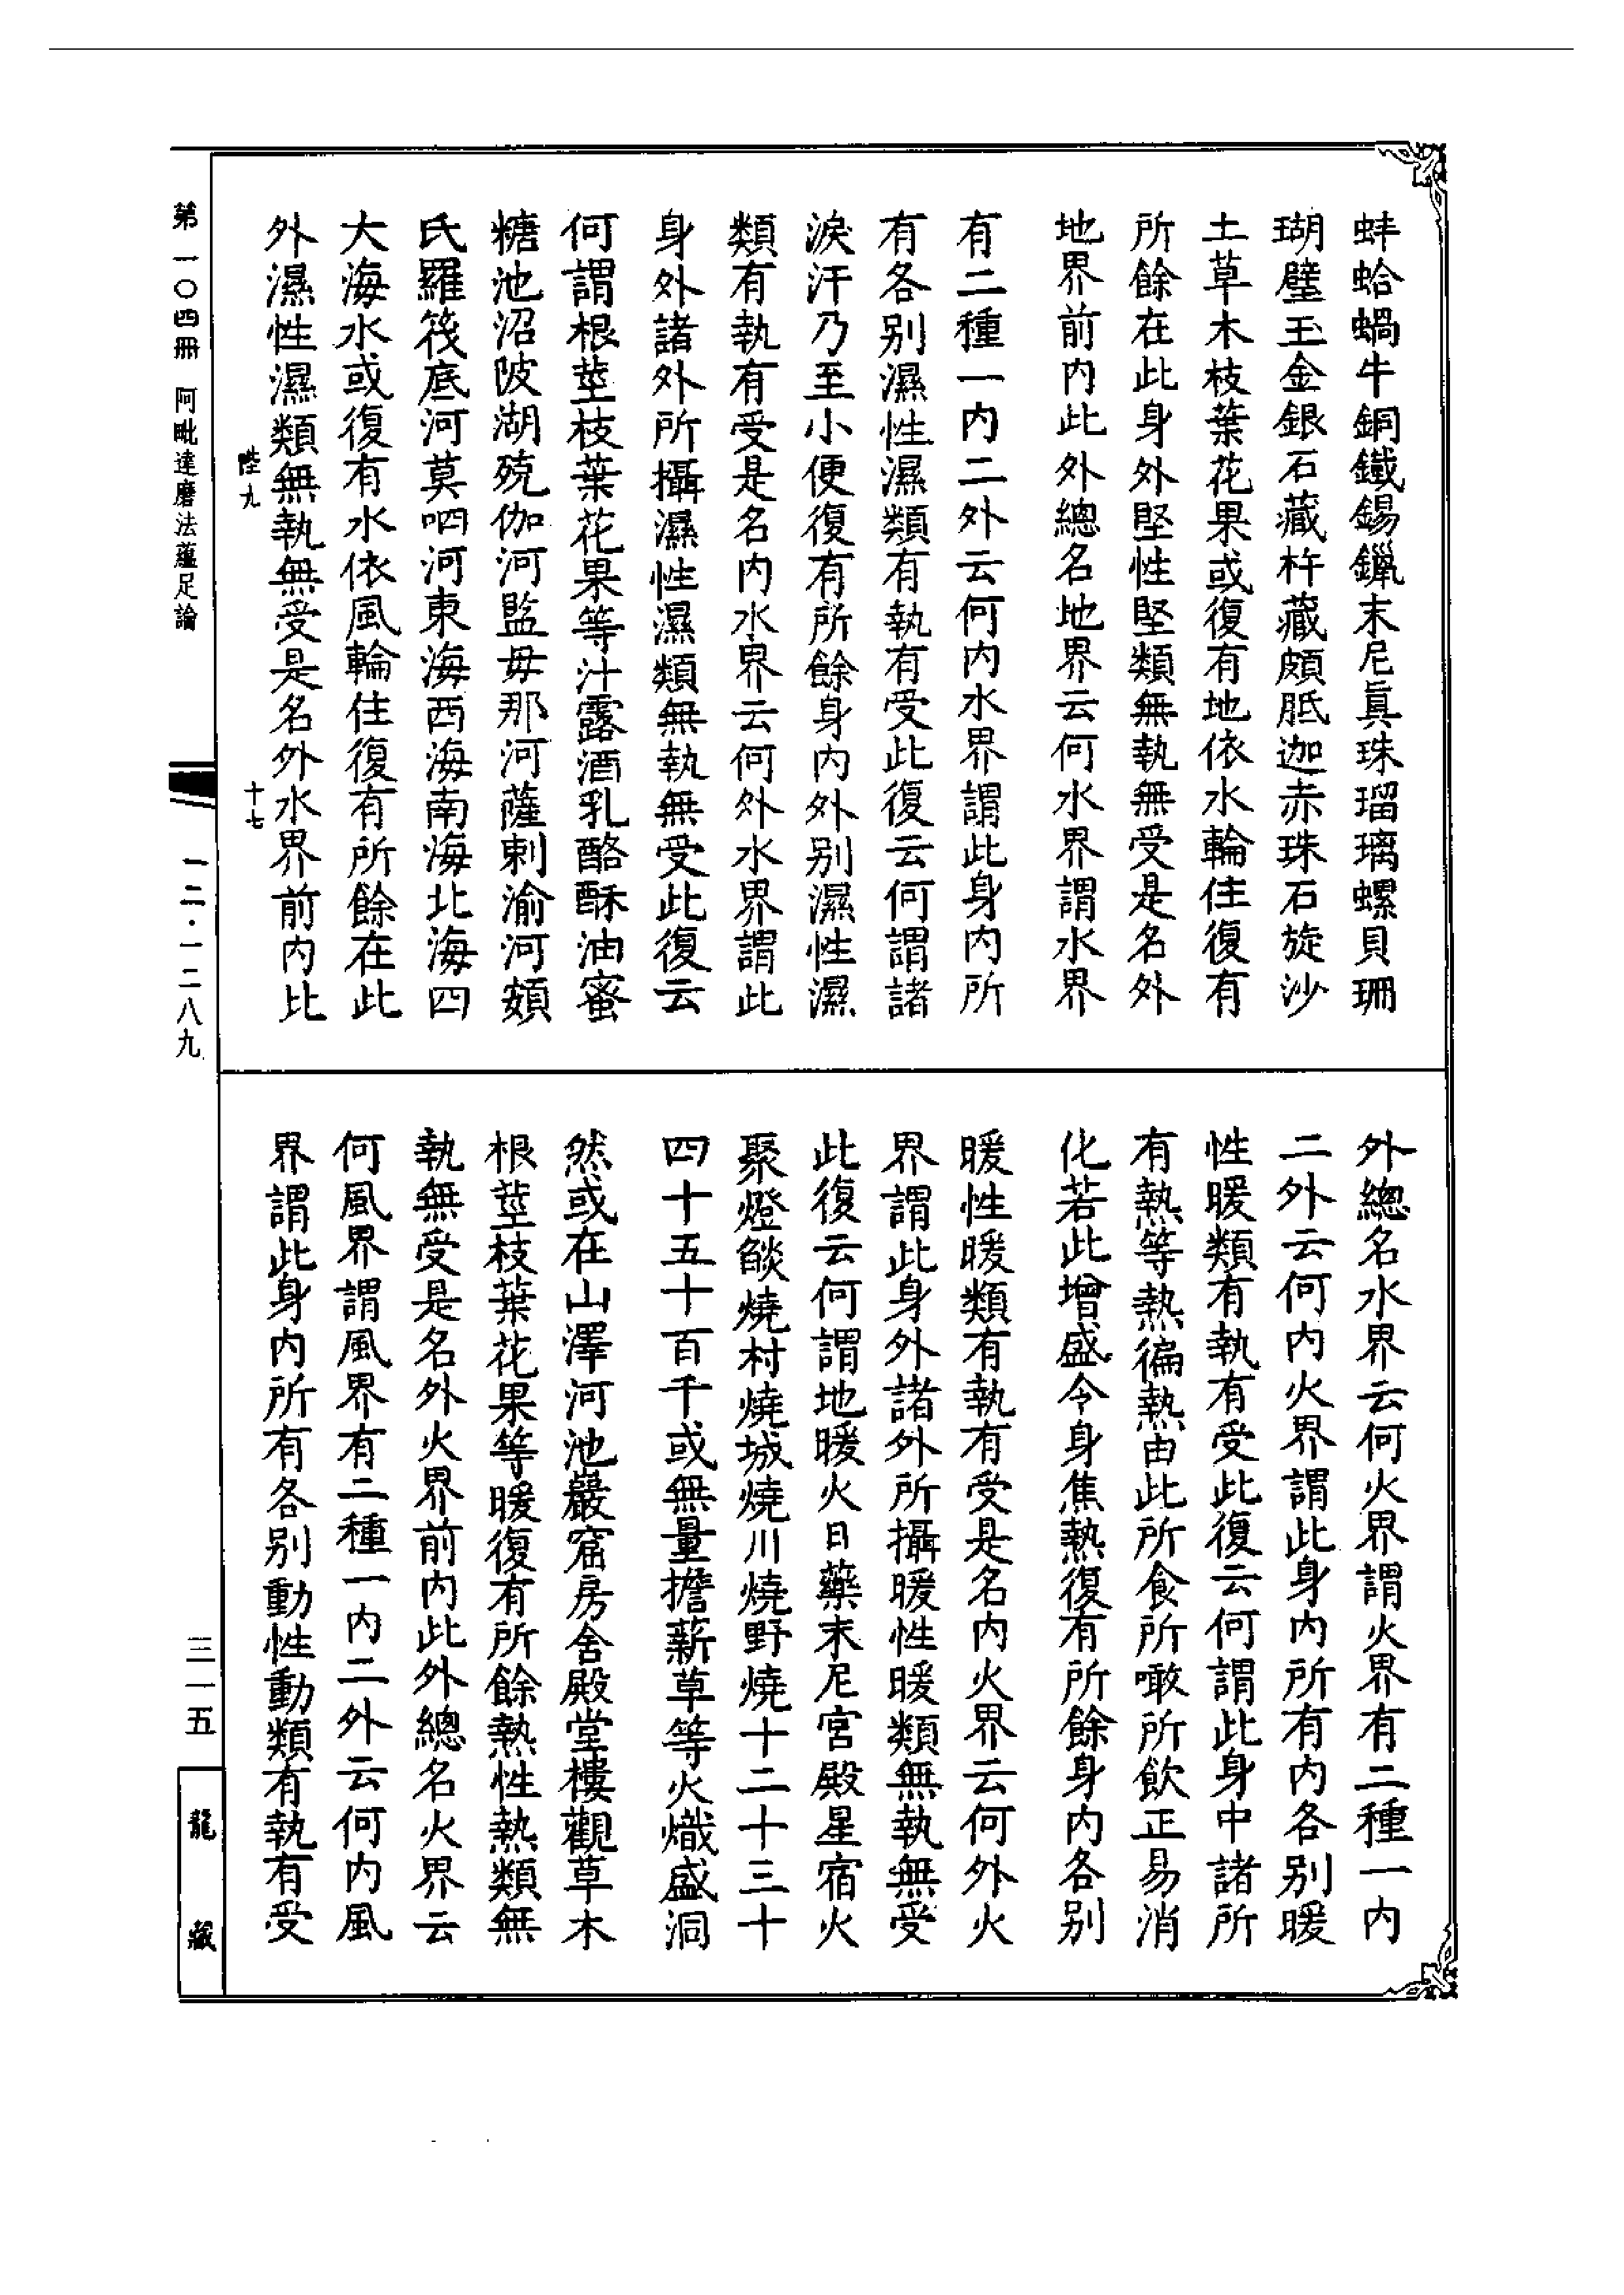 蚌蛤蝸牛銅鐵錫鑞末尼眞珠瑠璃螺貝珊
瑚璧玉金銀石藏杵藏頗胝迦赤珠石旋沙
土草木枝葉花果或復有地依水輪住復有
所餘在此身外堅性堅類無執無受是名外
地界前内此外總名地界云何水界謂水界
有二種一内二外云何内水界謂此身内所
有各别濕性濕類有執有受此復云何謂諸
淚汗乃至小便復有所餘身内外别濕性濕
類有執有受是名内水界云何外水界謂此
身外諸外所攝濕性濕類無執無受此復云
何謂根莖枝葉花果等汁露酒乳酪酥油蜜
糖池沼陂湖殑伽河監毋那河薩剌渝河頞
氏羅筏底河莫呬河東海西海南海北海四
大海水或復有水依風輪住復有所餘在此
外濕性濕類無執無受是名外水界前内比
陛九
十七
外總名水界云何火界謂火界有二種一内
二外云何内火界謂此身内所有内各别暖
性暖類有執有受此復云何謂此身中諸所
有熱等熱徧熱由此所食所噉所飲正易消
化若此增盛令身焦熱復有所餘身内各别
暖性暖類有執有受是名内火界云何外火
界謂此身外諸外所攝暖性暖類無執無受
此復云何謂地暖火日藥末尼宮殿星宿火
聚燈燄燒村燒城燒川燒野燒十二十三十
四十五十百千或無量擔薪草等火熾盛洞
然或在山澤河池巖窟房舍殿堂樓觀草木
根莖枝葉花果等暖復有所餘熱性熱類無
執無受是名外火界前内此外總名火界云
何風界謂風界有二種一内二外云何内風
界謂此身内所有各别動性動類有執有受
第一〇四冊 阿毗達磨法蘊足論
一二·一二八九
三一五
龍藏